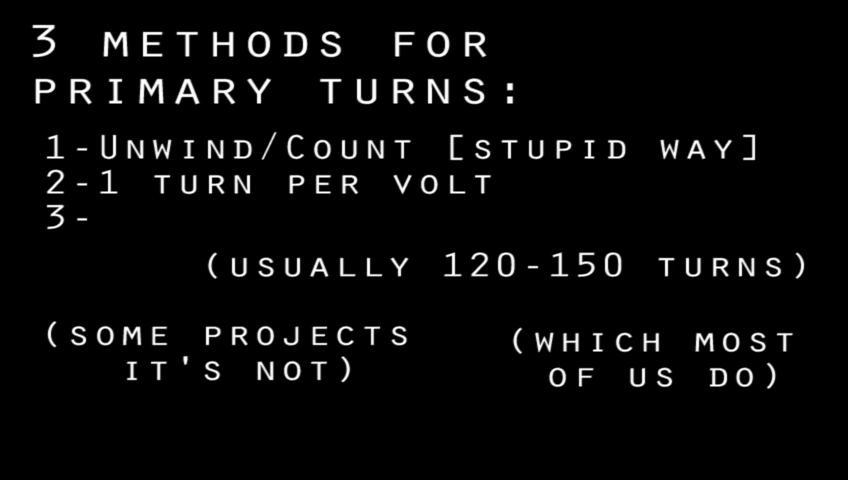 3 METHODS FOR
PRIMARY TURNS:
1-UNWIND/COUNT [STUPID WAY]
2-1 TURN PER VOLT
3-
(USUALLY 120-150 TURNS)
(SOME PROJECTS
IT'S NOT)
(WHICH MOST
OF US DO)